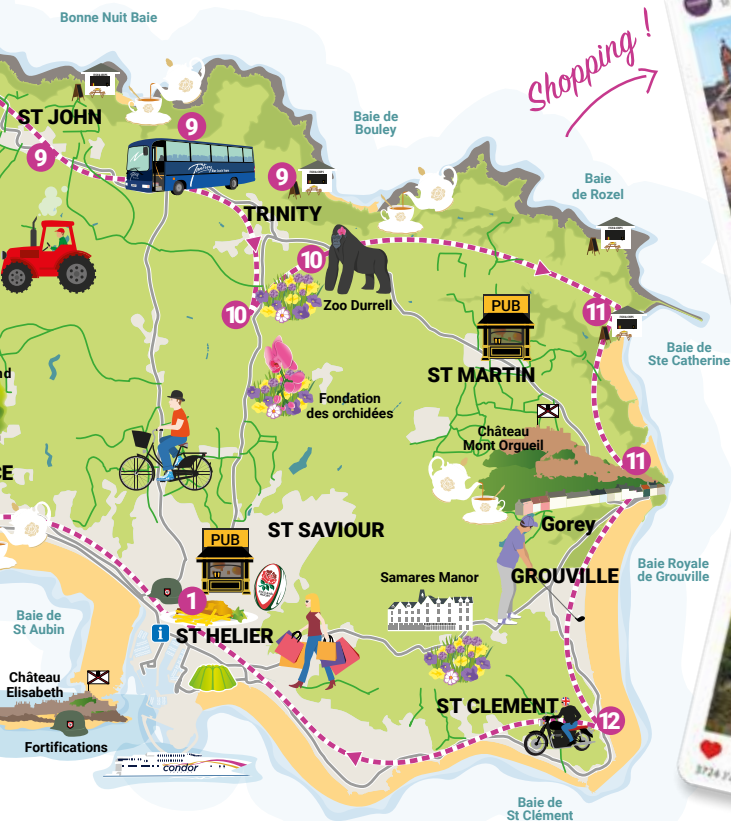 Bonne Nuit Baie
Shopping !
ST JOHN
9
9
9
Baie de
Bouley
Baie
de Rozel
TRINITY
10
10
Zoo Durrell
PUB
11
Baie de
Ste Catherine
ST MARTIN
Fondation
des orchidées
Château
Mont Orgueil
11
Gorey
PUB
ST SAVIOUR
Samares Manor
GROUVILLE
Baie Royale
de Grouville
1
i
ST HELIER
Baie de
St Aubin
Château
Elisabeth
Fortifications
condor
ST CLEMENT
12
Baie de
St Clément